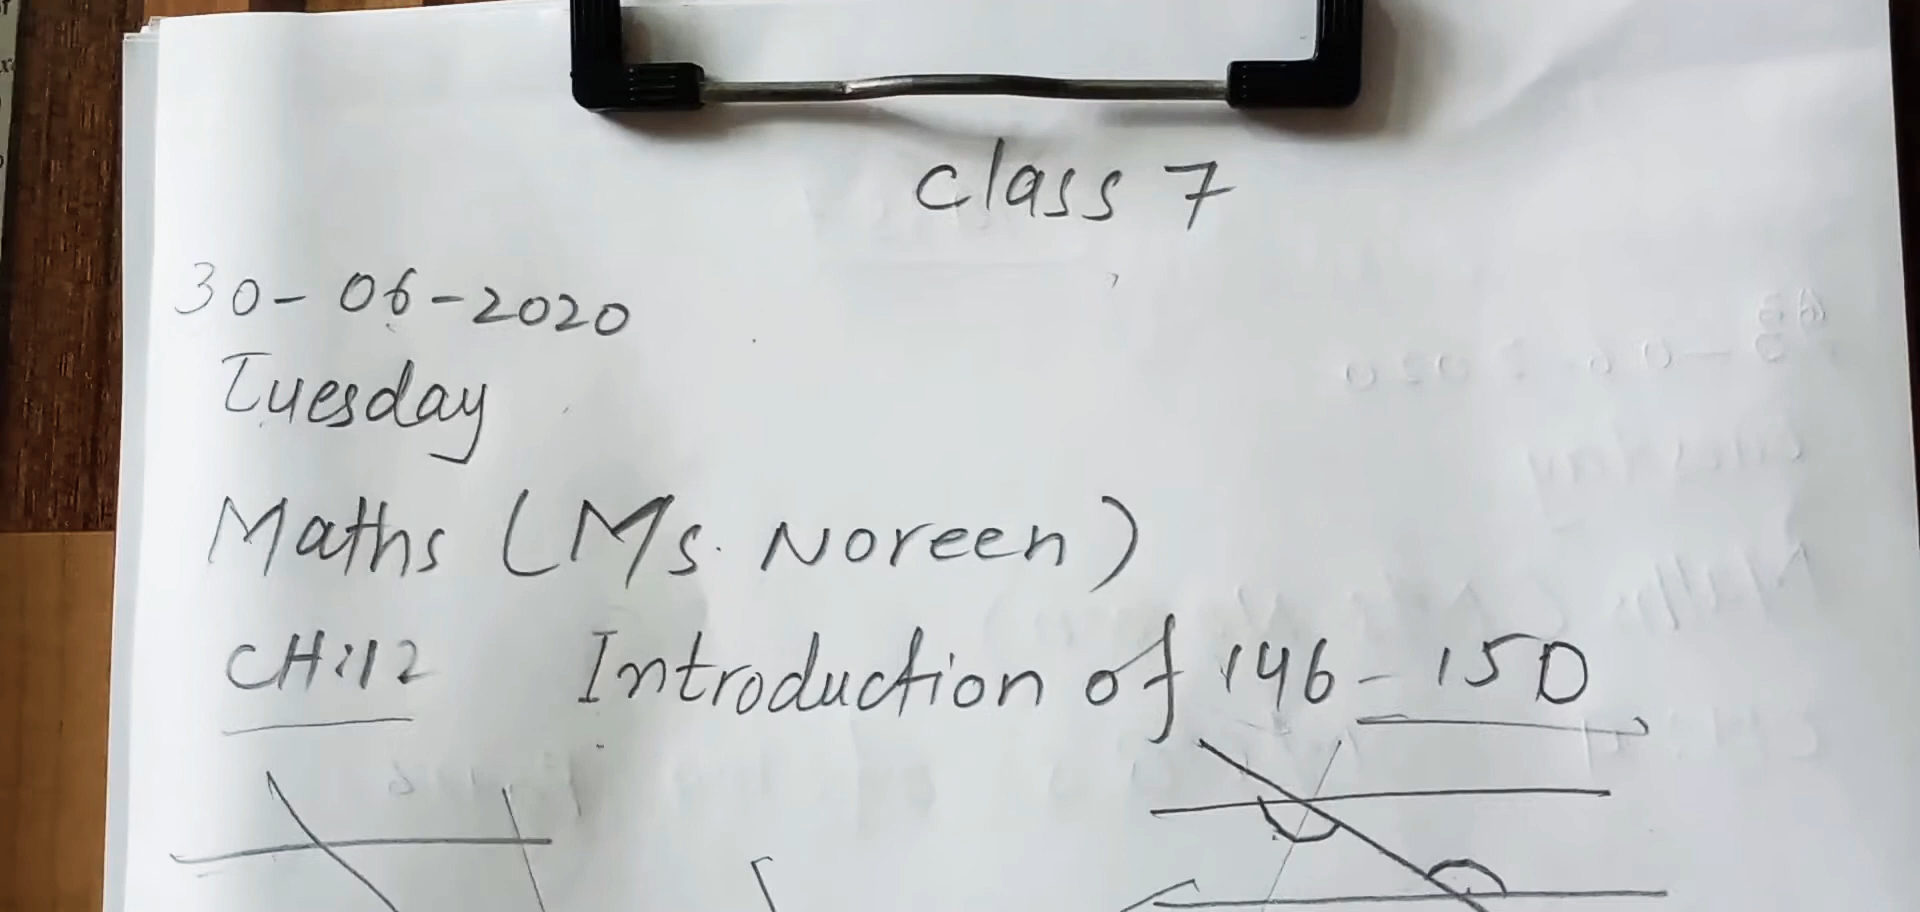 Class 7
30-06-2020
Tuesday
Maths (Ms. Noreen)
CH:12 Introduction of 146-150